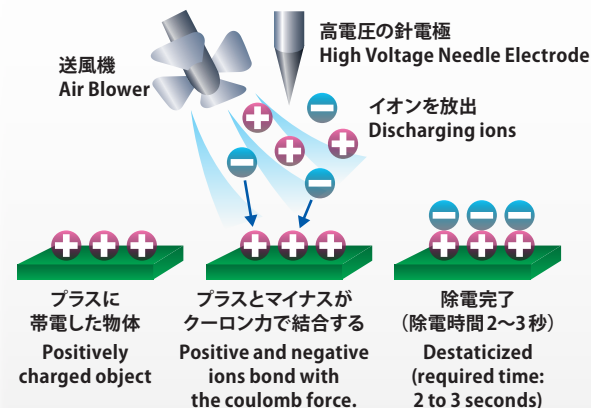 送風機
Air Blower
高電圧の針電極
High Voltage Needle Electrode
イオンを放出
Discharging ions
プラスに
帯電した物体
Positively
charged object
プラスとマイナスが
クーロン力で結合する
Positive and negative
ions bond with
the coulomb force.
除電完了
（除電時間2〜3秒）
Destaticized
(required time:
2 to 3 seconds)